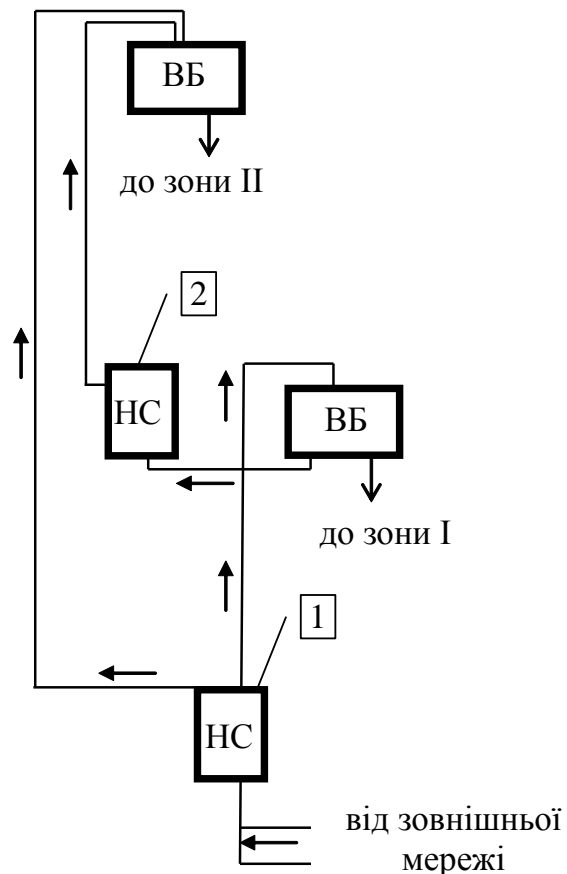 ВБ
до зони II
2
НС
ВБ
до зони I
1
НС
від зовнішньої
мережі